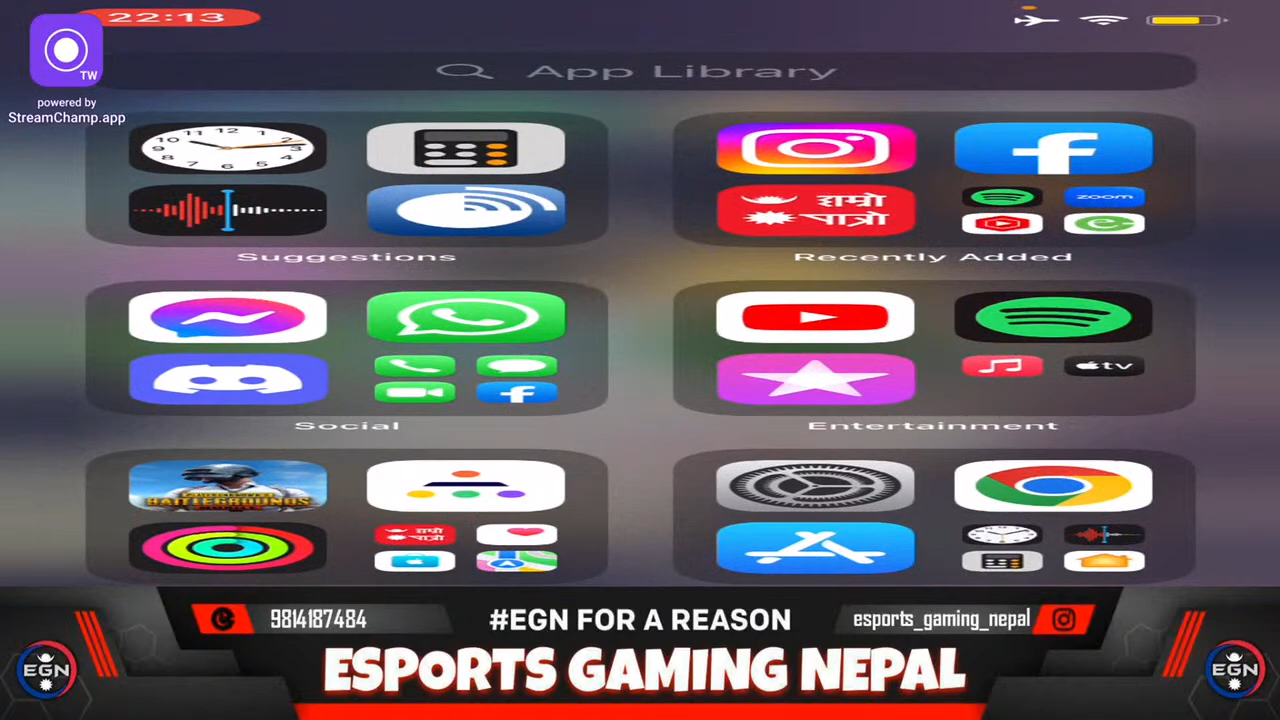 22:13
TW
powered by
StreamChamp.app
App Library
हाम्रो
पात्रो
zoom
Suggestions
Recently Added
tv
Social
Entertainment
BATTLEGROUNDS
9814187484
#EGN FOR A REASON
esports_gaming_nepal
EGN
ESPORTS GAMING NEPAL
EGN